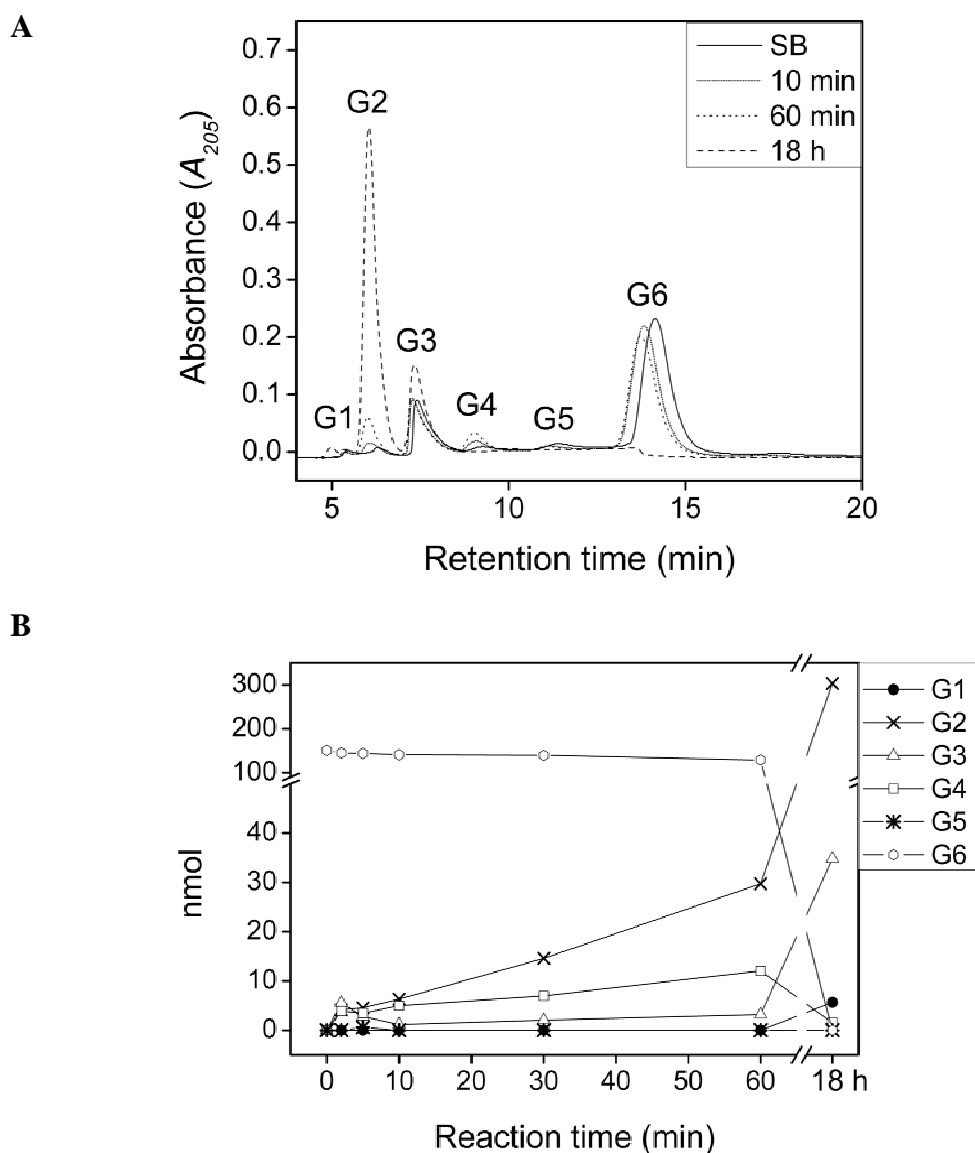 A
0.7
0.6
0.5
0.4
0.3
0.2
0.1
0.0
Absorbance (A205)
SB
10 min
60 min
18 h
G2
G6
G3
G1
G4
G5
5
10
15
20
Retention time (min)
B
300
200
100
40
30
20
10
0
nmol
G1
G2
G3
G4
G5
G6
0
10
20
30
40
50
60
18 h
Reaction time (min)